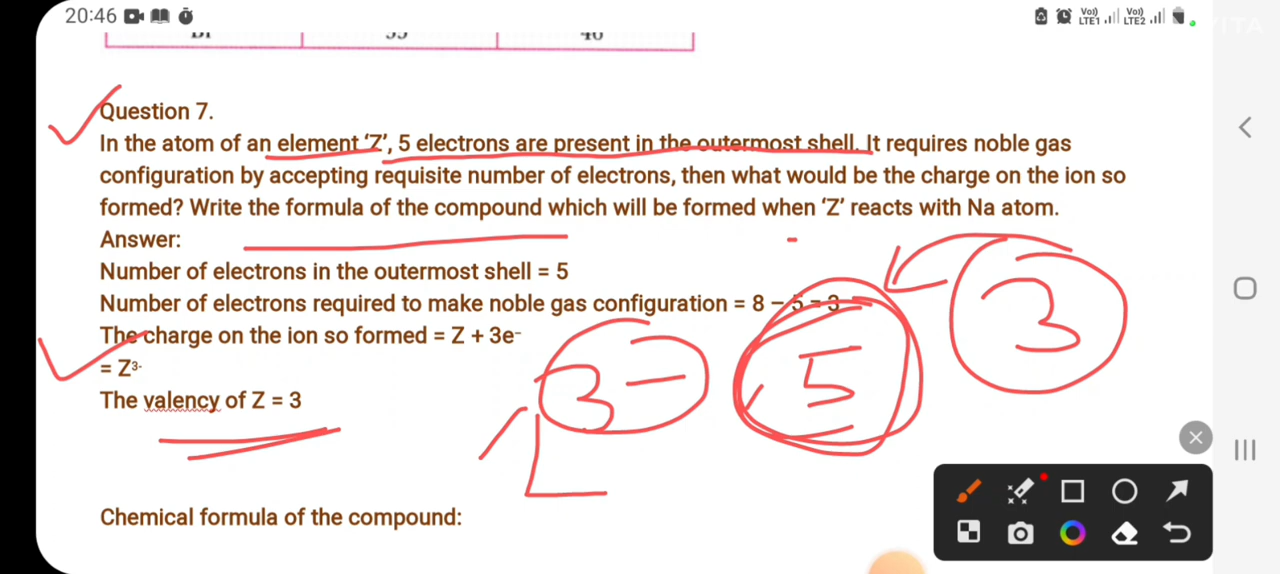 20:46 Vo) LTE1 Vo) LTE2
VITA
Question 7.
In the atom of an element ‘Z’, 5 electrons are present in the outermost shell. It requires noble gas
configuration by accepting requisite number of electrons, then what would be the charge on the ion so
formed? Write the formula of the compound which will be formed when ‘Z’ reacts with Na atom.
Answer:
Number of electrons in the outermost shell = 5
Number of electrons required to make noble gas configuration = 8 – 5 = 3
The charge on the ion so formed = Z + 3e⁻
= Z³⁻
The valency of Z = 3
3 – 5 3
Chemical formula of the compound: